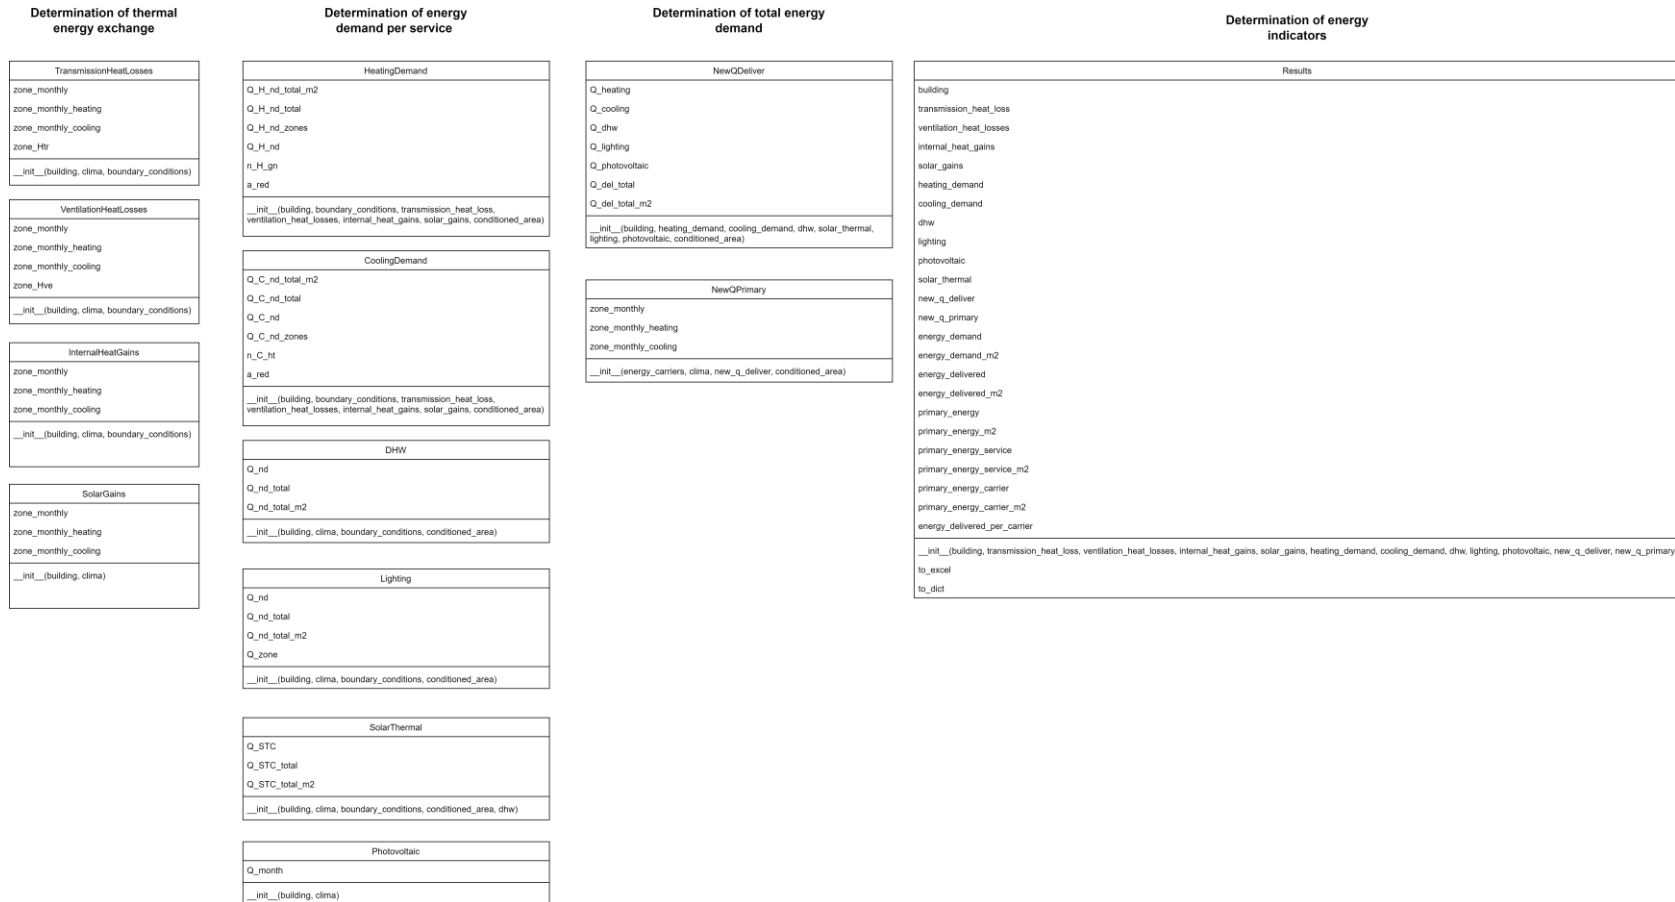 Determination of thermal
energy exchange
TransmissionHeatLosses
zone_monthly
zone_monthly_heating
zone_monthly_cooling
zone_Htr
__init__(building, clima, boundary_conditions)
VentilationHeatLosses
zone_monthly
zone_monthly_heating
zone_monthly_cooling
zone_Hve
__init__(building, clima, boundary_conditions)
InternalHeatGains
zone_monthly
zone_monthly_heating
zone_monthly_cooling
__init__(building, clima, boundary_conditions)
SolarGains
zone_monthly
zone_monthly_heating
zone_monthly_cooling
__init__(building, clima)
Determination of energy
demand per service
HeatingDemand
Q_H_nd_total_m2
Q_H_nd_total
Q_H_nd_zones
Q_H_nd
n_H_gn
a_red
__init__(building, boundary_conditions, transmission_heat_loss,
ventilation_heat_losses, internal_heat_gains, solar_gains, conditioned_area)
CoolingDemand
Q_C_nd_total_m2
Q_C_nd_total
Q_C_nd
Q_C_nd_zones
n_C_ht
a_red
__init__(building, boundary_conditions, transmission_heat_loss,
ventilation_heat_losses, internal_heat_gains, solar_gains, conditioned_area)
DHW
Q_nd
Q_nd_total
Q_nd_total_m2
__init__(building, clima, boundary_conditions, conditioned_area)
Lighting
Q_nd
Q_nd_total
Q_nd_total_m2
Q_zone
__init__(building, clima, boundary_conditions, conditioned_area)
SolarThermal
Q_STC
Q_STC_total
Q_STC_total_m2
__init__(building, clima, boundary_conditions, conditioned_area, dhw)
Photovoltaic
Q_month
__init__(building, clima)
Determination of total energy
demand
NewQDeliver
Q_heating
Q_cooling
Q_dhw
Q_lighting
Q_photovoltaic
Q_del_total
Q_del_total_m2
__init__(building, heating_demand, cooling_demand, dhw, solar_thermal,
lighting, photovoltaic, conditioned_area)
NewQPrimary
zone_monthly
zone_monthly_heating
zone_monthly_cooling
__init__(energy_carriers, clima, new_q_deliver, conditioned_area)
Determination of energy
indicators
Results
building
transmission_heat_loss
ventilation_heat_losses
internal_heat_gains
solar_gains
heating_demand
cooling_demand
dhw
lighting
photovoltaic
solar_thermal
new_q_deliver
new_q_primary
energy_demand
energy_demand_m2
energy_delivered
energy_delivered_m2
primary_energy
primary_energy_m2
primary_energy_service
primary_energy_service_m2
primary_energy_carrier
primary_energy_carrier_m2
energy_delivered_per_carrier
__init__(building, transmission_heat_loss, ventilation_heat_losses, internal_heat_gains, solar_gains, heating_demand, cooling_demand, dhw, lighting, photovoltaic, new_q_deliver, new_q_primary
to_excel
to_dict